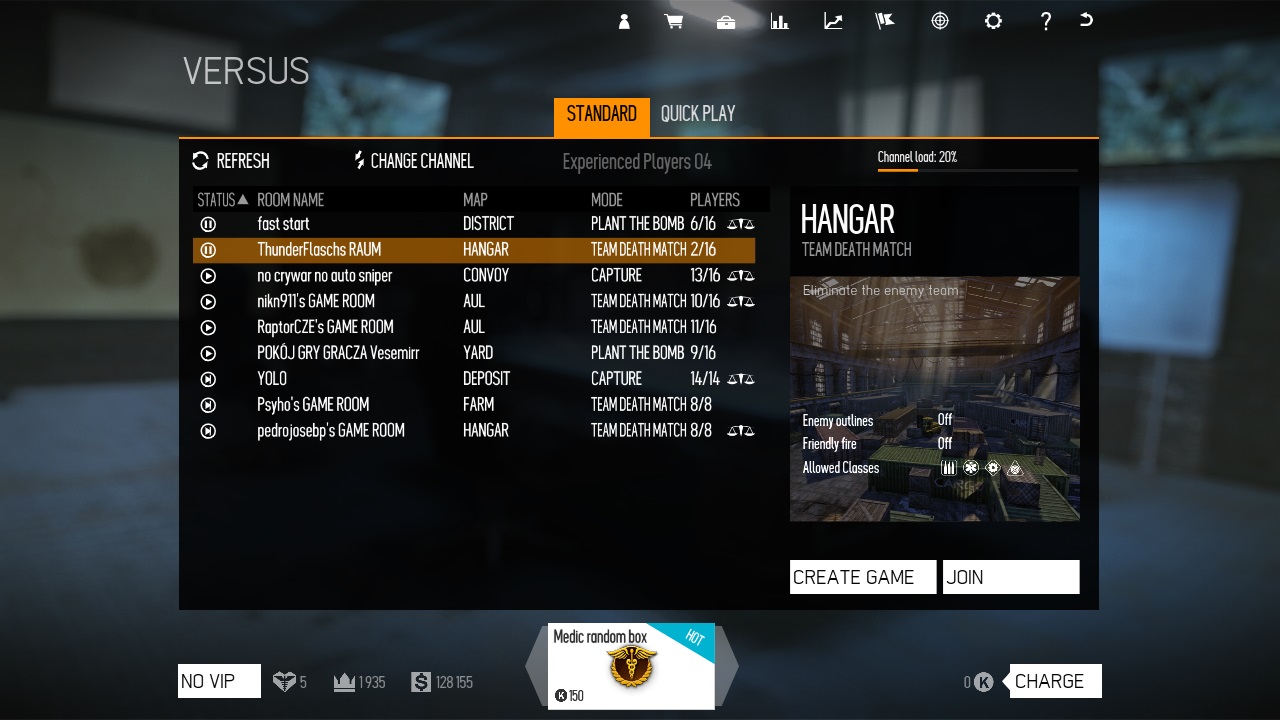 VERSUS
STANDARD QUICK PLAY
REFRESH CHANGE CHANNEL Experienced Players 04 Channel load: 20%
STATUS ROOM NAME MAP MODE PLAYERS
fast start DISTRICT PLANT THE BOMB 6/16
ThunderFlaschs RAUM HANGAR TEAM DEATH MATCH 2/16
no crywar no auto sniper CONVOY CAPTURE 13/16
nikn911's GAME ROOM AUL TEAM DEATH MATCH 10/16
RaptorCZE's GAME ROOM AUL TEAM DEATH MATCH 11/16
POKÓJ GRY GRACZA Vesemirr YARD PLANT THE BOMB 9/16
YOLO DEPOSIT CAPTURE 14/14
Psyho's GAME ROOM FARM TEAM DEATH MATCH 8/8
pedrojosebp's GAME ROOM HANGAR TEAM DEATH MATCH 8/8
HANGAR
TEAM DEATH MATCH
Eliminate the enemy team
Enemy outlines Off
Friendly fire Off
Allowed Classes
CREATE GAME JOIN
Medic random box HOT
K 150
NO VIP 5 1 935 $ 128 155
0 K CHARGE